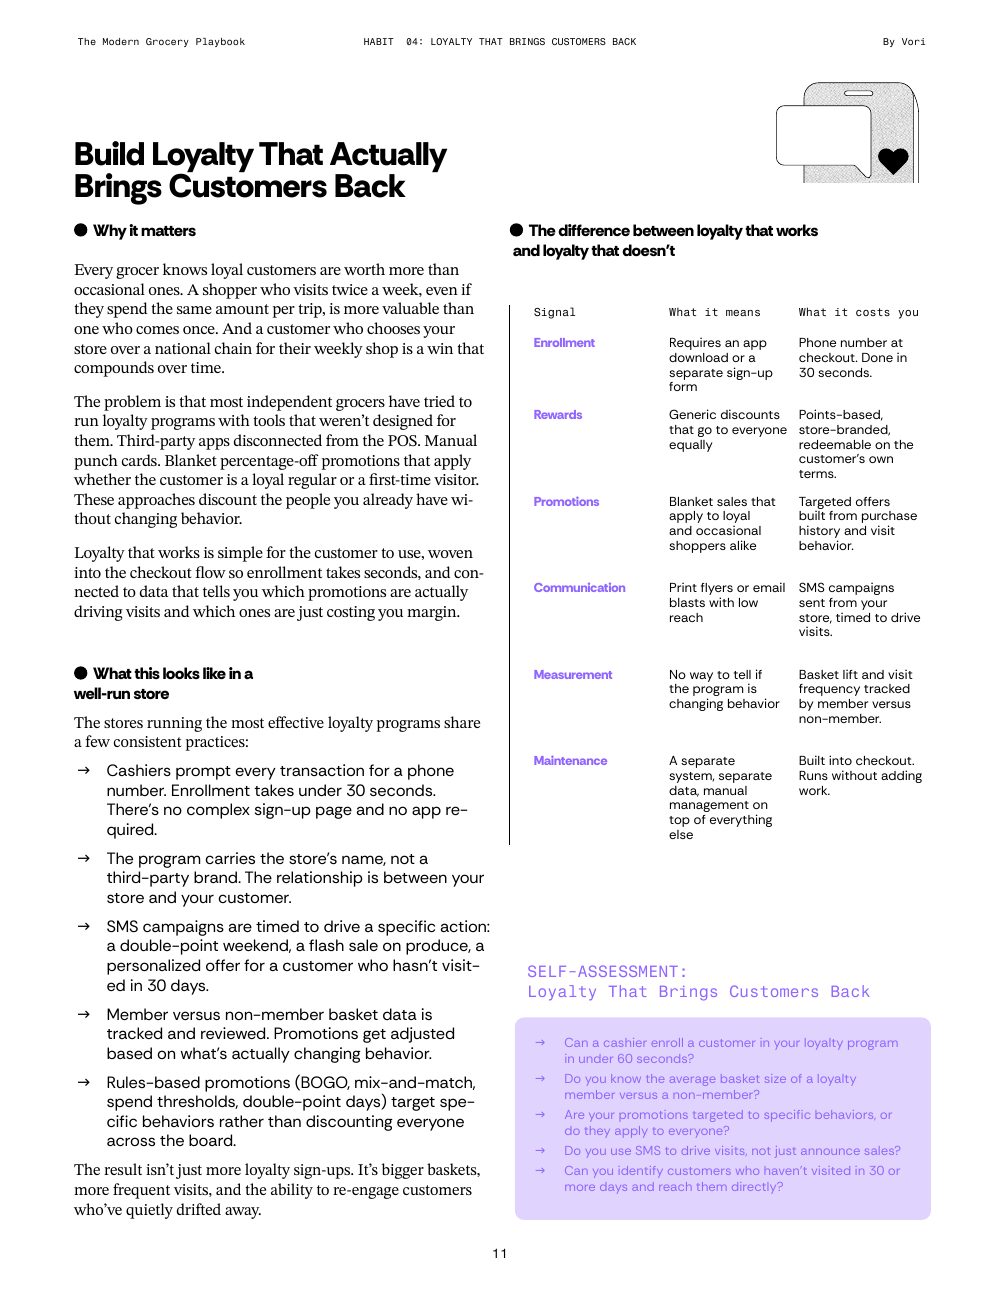 The Modern Grocery Playbook
HABIT  04: LOYALTY THAT BRINGS CUSTOMERS BACK
By Vori
Build Loyalty That Actually
Brings Customers Back
Why it matters
Every grocer knows loyal customers are worth more than
occasional ones. A shopper who visits twice a week, even if
they spend the same amount per trip, is more valuable than
one who comes once. And a customer who chooses your
store over a national chain for their weekly shop is a win that
compounds over time.
The problem is that most independent grocers have tried to
run loyalty programs with tools that weren't designed for
them. Third-party apps disconnected from the POS. Manual
punch cards. Blanket percentage-off promotions that apply
whether the customer is a loyal regular or a first-time visitor.
These approaches discount the people you already have wi-
thout changing behavior.
Loyalty that works is simple for the customer to use, woven
into the checkout flow so enrollment takes seconds, and con-
nected to data that tells you which promotions are actually
driving visits and which ones are just costing you margin.
What this looks like in a
well-run store
The stores running the most effective loyalty programs share
a few consistent practices:
→ Cashiers prompt every transaction for a phone
number. Enrollment takes under 30 seconds.
There's no complex sign-up page and no app re-
quired.
→ The program carries the store's name, not a
third-party brand. The relationship is between your
store and your customer.
→ SMS campaigns are timed to drive a specific action:
a double-point weekend, a flash sale on produce, a
personalized offer for a customer who hasn't visit-
ed in 30 days.
→ Member versus non-member basket data is
tracked and reviewed. Promotions get adjusted
based on what's actually changing behavior.
→ Rules-based promotions (BOGO, mix-and-match,
spend thresholds, double-point days) target spe-
cific behaviors rather than discounting everyone
across the board.
The result isn't just more loyalty sign-ups. It's bigger baskets,
more frequent visits, and the ability to re-engage customers
who've quietly drifted away.
The difference between loyalty that works
and loyalty that doesn't
Signal
What it means
What it costs you
Enrollment
Requires an app
download or a
separate sign-up
form
Phone number at
checkout. Done in
30 seconds.
Rewards
Generic discounts
that go to everyone
equally
Points-based,
store-branded,
redeemable on the
customer's own
terms.
Promotions
Blanket sales that
apply to loyal
and occasional
shoppers alike
Targeted offers
built from purchase
history and visit
behavior.
Communication
Print flyers or email
blasts with low
reach
SMS campaigns
sent from your
store, timed to drive
visits.
Measurement
No way to tell if
the program is
changing behavior
Basket lift and visit
frequency tracked
by member versus
non-member.
Maintenance
A separate
system, separate
data, manual
management on
top of everything
else
Built into checkout.
Runs without adding
work.
SELF-ASSESSMENT:
Loyalty That Brings Customers Back
→ Can a cashier enroll a customer in your loyalty program
in under 60 seconds?
→ Do you know the average basket size of a loyalty
member versus a non-member?
→ Are your promotions targeted to specific behaviors, or
do they apply to everyone?
→ Do you use SMS to drive visits, not just announce sales?
→ Can you identify customers who haven't visited in 30 or
more days and reach them directly?
11